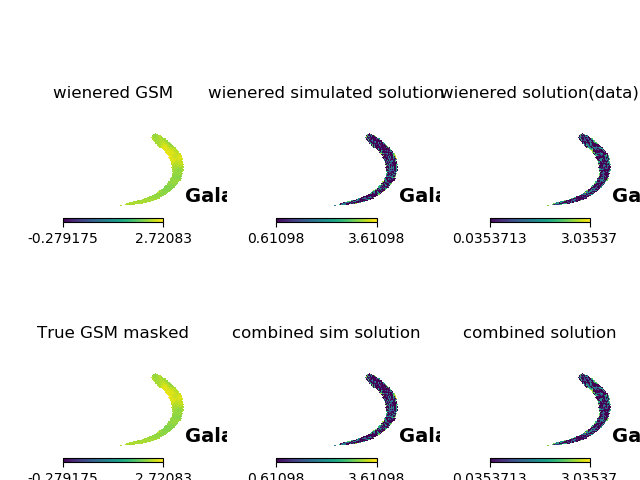 wienered GSM wienered simulated solution wienered solution(data)
Gala Gala Ga
-0.279175 2.72083 0.61098 3.61098 0.0353713 3.03537
True GSM masked combined sim solution combined solution
Gala Gala Ga
-0.279175 2.72083 0.61098 3.61098 0.0353713 3.03537